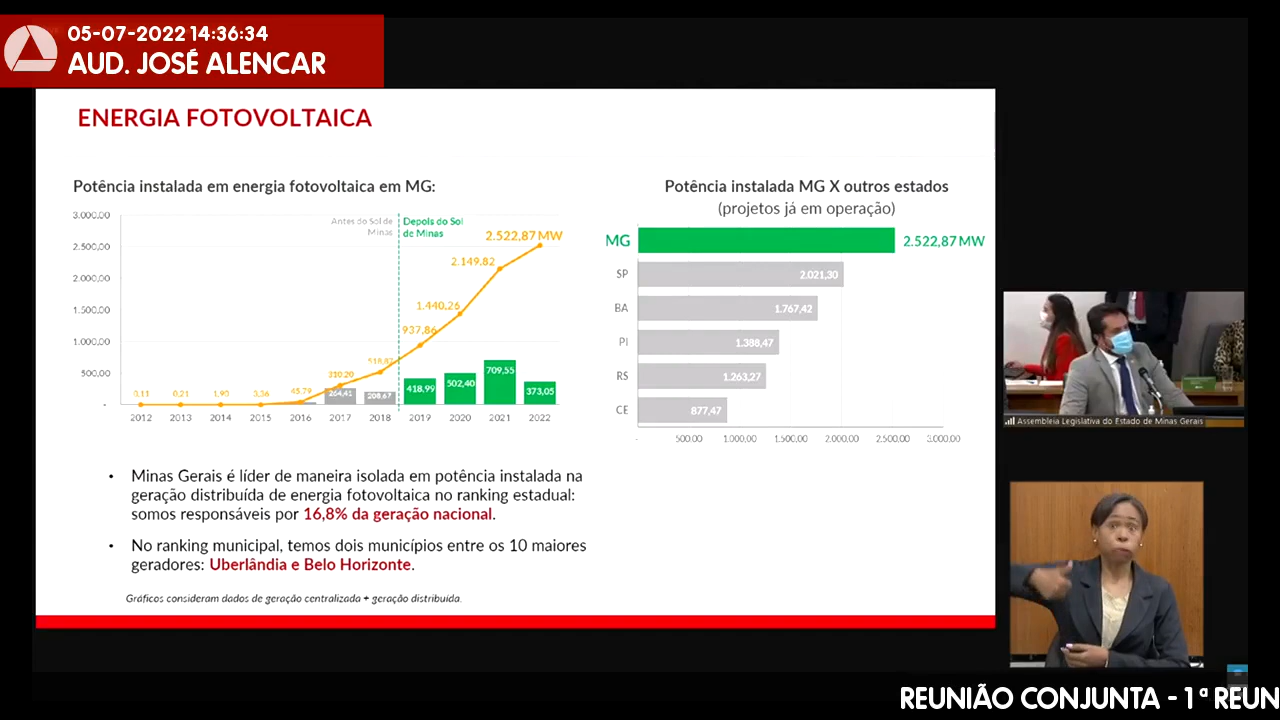 05-07-2022 14:36:34
AUD. JOSÉ ALENCAR
ENERGIA FOTOVOLTAICA
Potência instalada em energia fotovoltaica em MG:
3.000,00
2.500,00
2.000,00
1.500,00
1.000,00
500,00
-
Antes do Sol de
Minas
Depois do Sol
de Minas
0,11
0,21
1,90
3,36
45,79
310,20
518,87
937,86
1.440,26
2.149,82
2.522,87 MW
264,41
208,67
418,99
502,40
709,55
373,05
2012 2013 2014 2015 2016 2017 2018 2019 2020 2021 2022
Potência instalada MG X outros estados
(projetos já em operação)
MG 2.522,87 MW
SP 2.021,30
BA 1.767,42
PI 1.388,47
RS 1.263,27
CE 877,47
- 500,00 1.000,00 1.500,00 2.000,00 2.500,00 3.000,00
• Minas Gerais é líder de maneira isolada em potência instalada na
geração distribuída de energia fotovoltaica no ranking estadual:
somos responsáveis por 16,8% da geração nacional.
• No ranking municipal, temos dois municípios entre os 10 maiores
geradores: Uberlândia e Belo Horizonte.
Gráficos consideram dados de geração centralizada + geração distribuída.
Assembleia Legislativa do Estado de Minas Gerais
REUNIÃO CONJUNTA - 1ª REUN